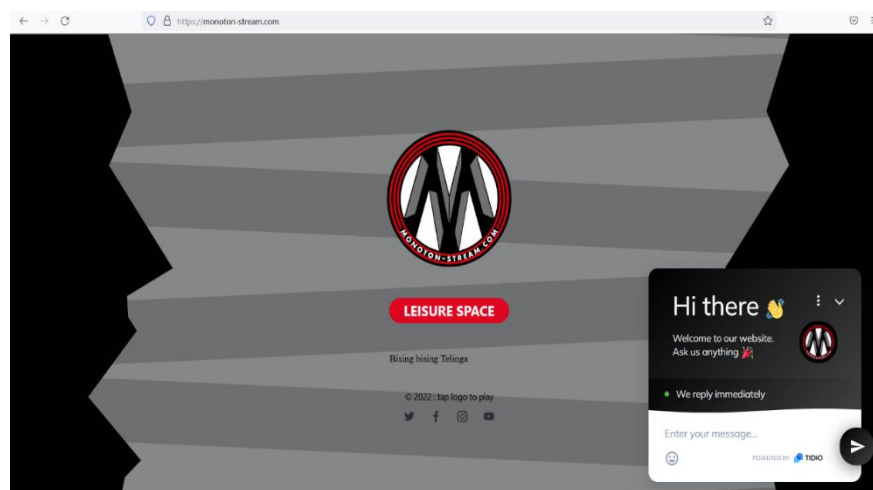 https://monoton-stream.com
MONOTON-STREAM.COM
LEISURE SPACE
Bising bising Telinga
© 2022 : tap logo to play
Hi there 👋
Welcome to our website.
Ask us anything 🎉
We reply immediately
Enter your message...
POWERED BY TIDIO